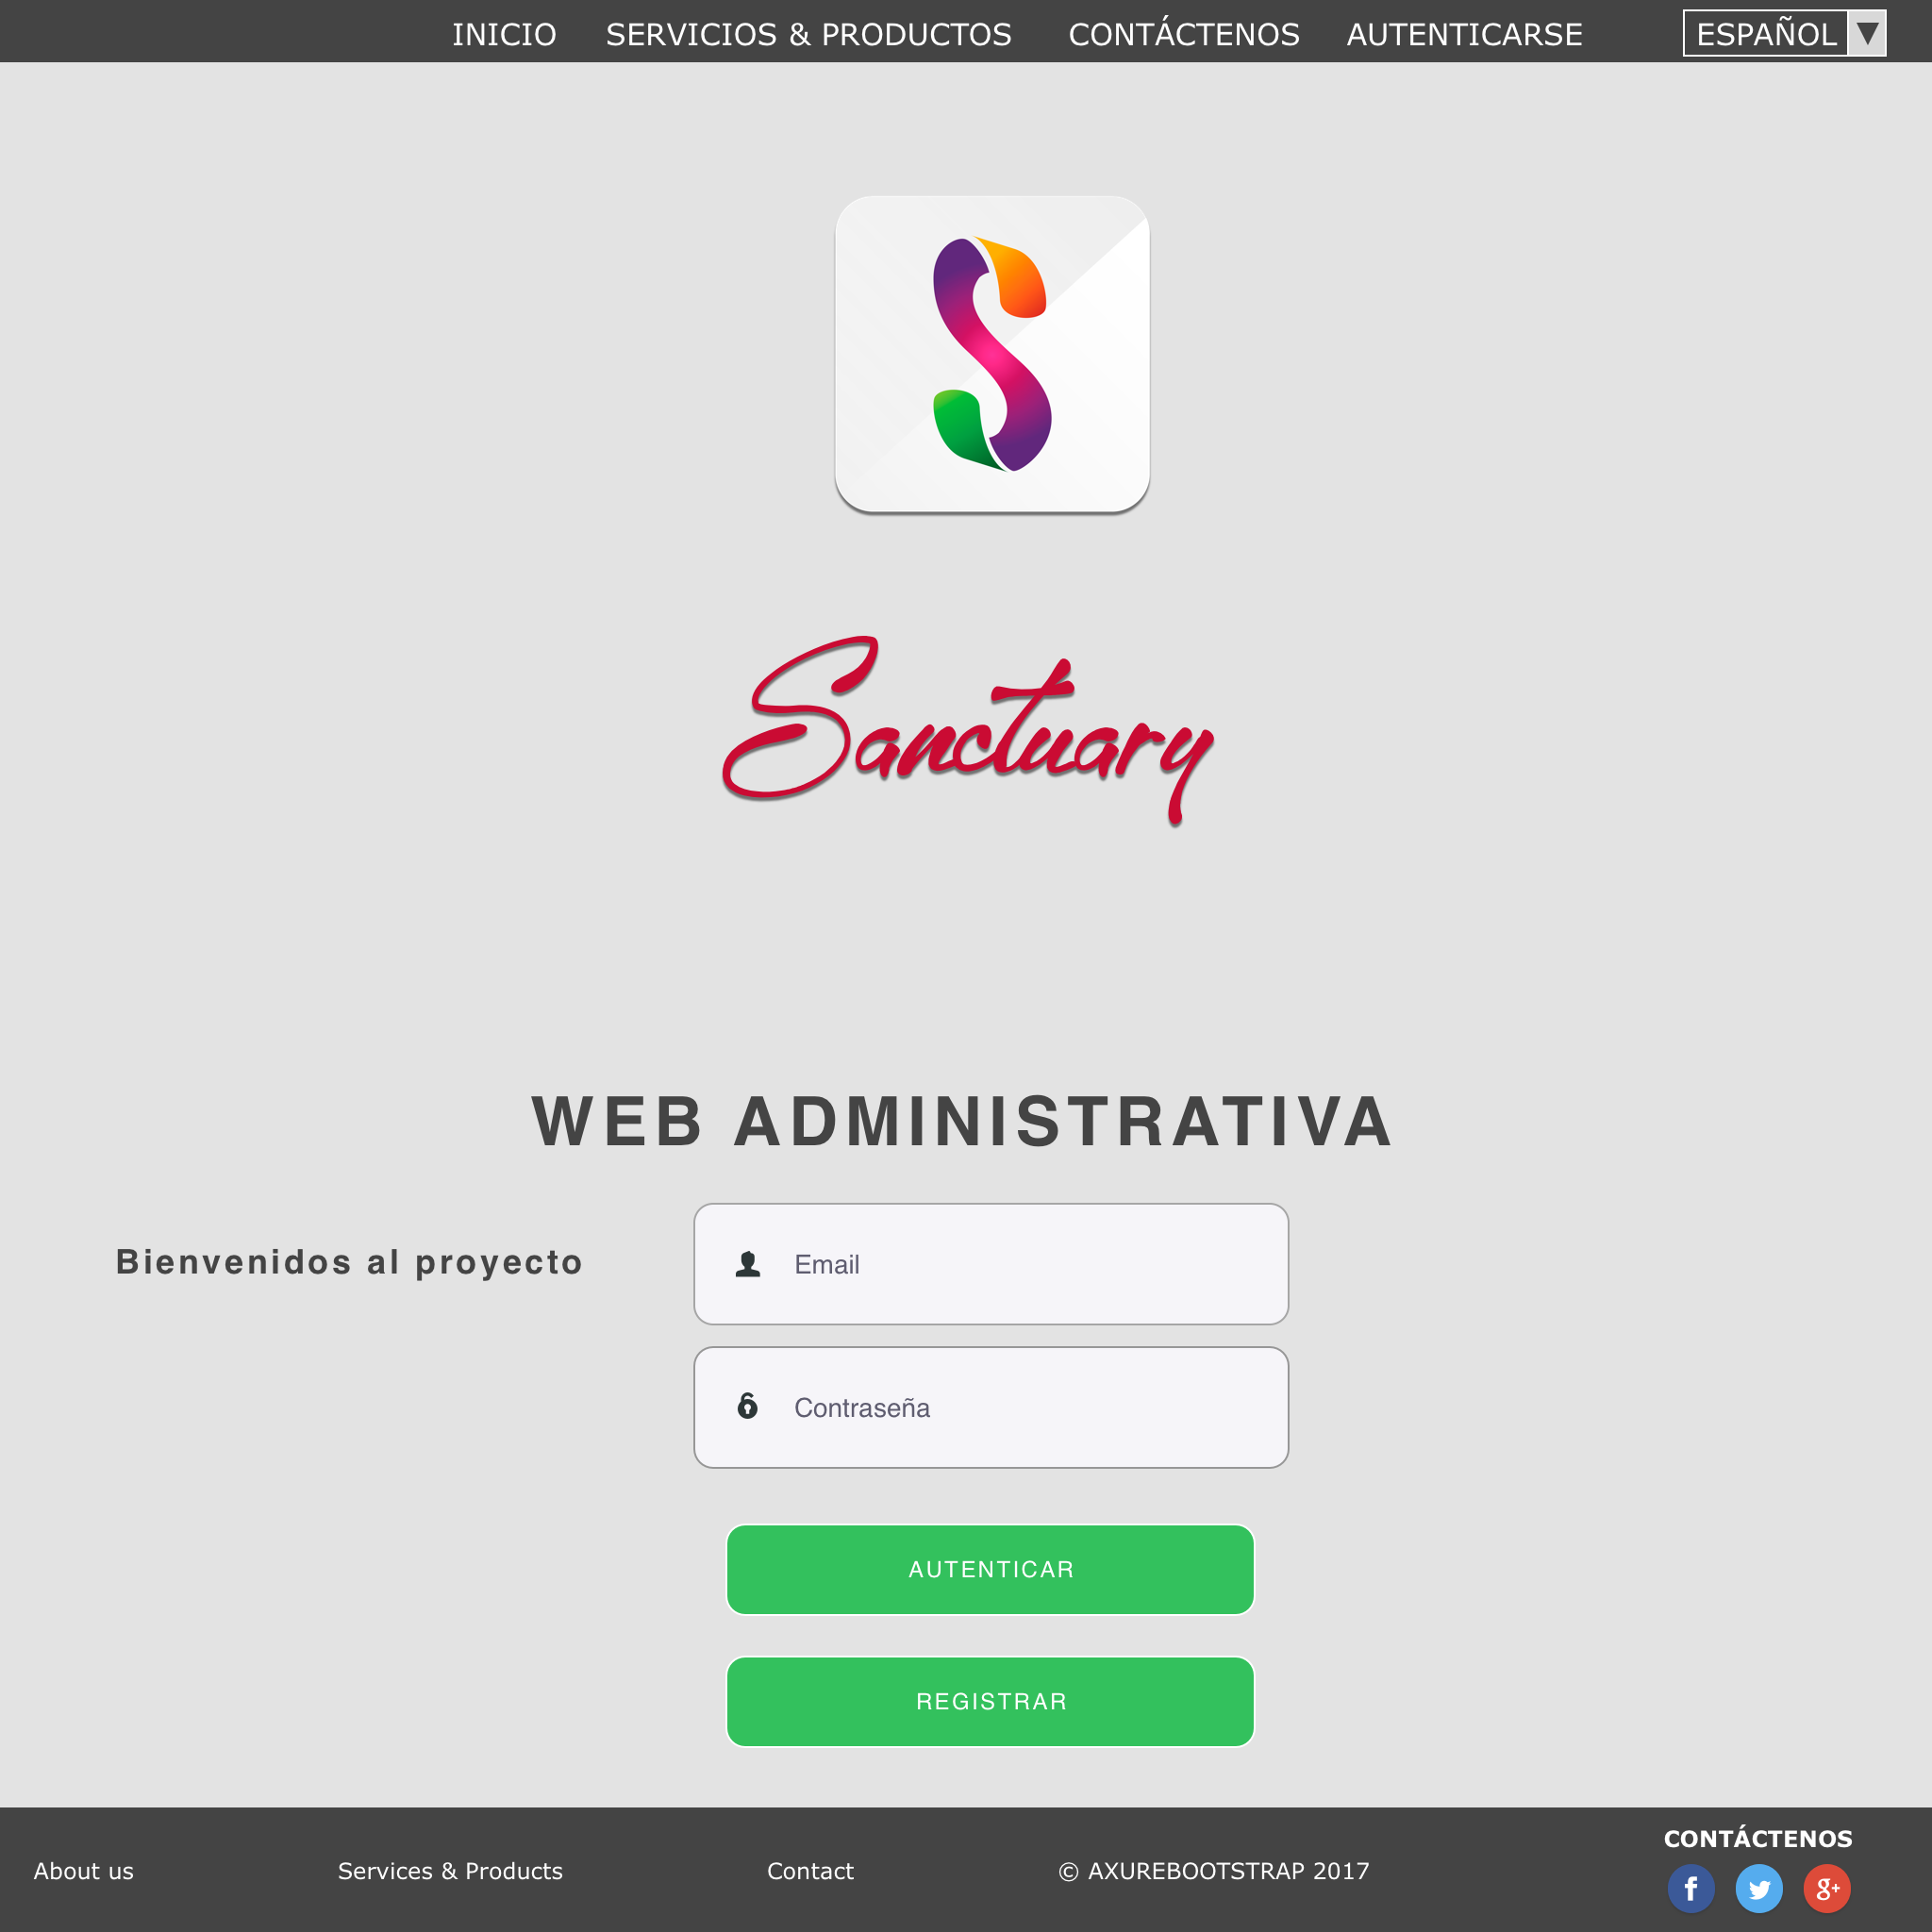 INICIO SERVICIOS & PRODUCTOS CONTÁCTENOS AUTENTICARSE ESPAÑOL
S
Sanctuary
WEB ADMINISTRATIVA
Bienvenidos al proyecto
Email
Contraseña
AUTENTICAR
REGISTRAR
CONTÁCTENOS
About us Services & Products Contact © AXUREBOOTSTRAP 2017
f g+